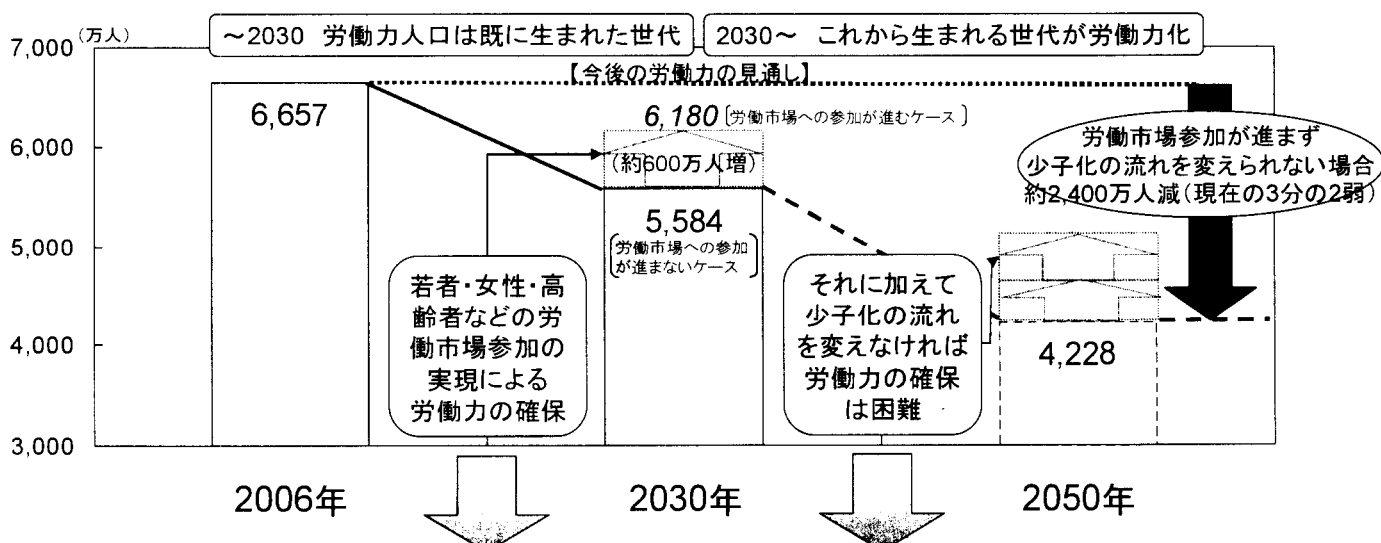 (万人)
7,000
~2030 労働力人口は既に生まれた世代
2030~ これから生まれる世代が労働力化
【今後の労働力の見通し】
6,657
6,180 [労働市場への参加が進むケース]
(約600万人増)
5,584
[労働市場への参加
が進まないケース]
労働市場参加が進まず
少子化の流れを変えられない場合
約2,400万人減(現在の3分の2弱)
6,000
5,000
4,000
3,000
若者・女性・高
齢者などの労
働市場参加の
実現による
労働力の確保
それに加えて
少子化の流れ
を変えなければ
労働力の確保
は困難
4,228
2006年
2030年
2050年